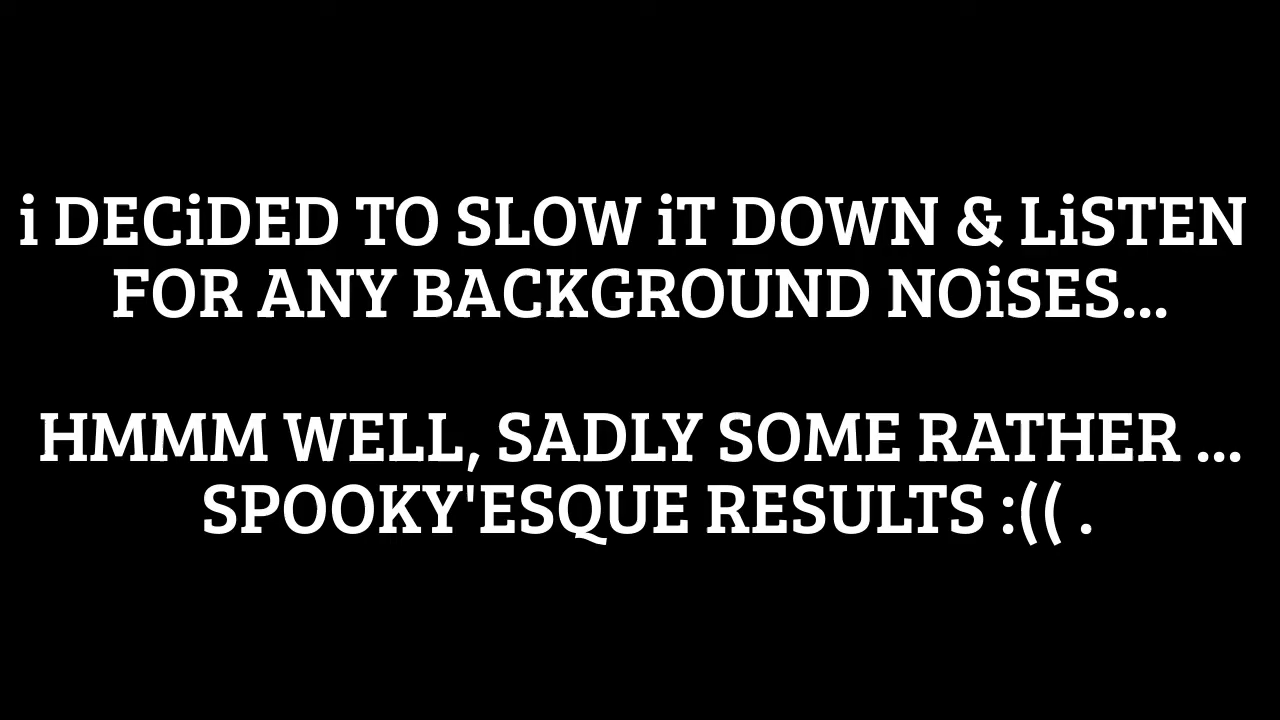 i DECiDED TO SLOW iT DOWN & LiSTEN
FOR ANY BACKGROUND NOiSES...
HMMM WELL, SADLY SOME RATHER ...
SPOOKY'ESQUE RESULTS :(( .